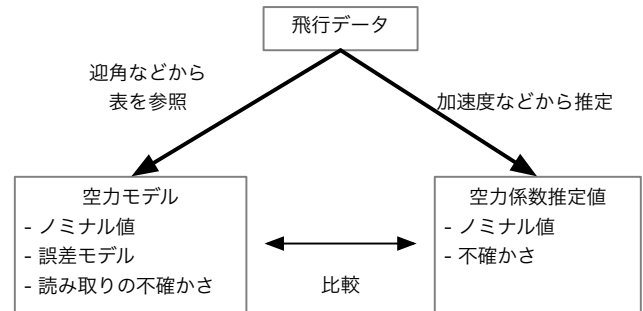 飛行データ
迎角などから
表を参照
加速度などから推定
空力モデル
- ノミナル値
- 誤差モデル
- 読み取りの不確かさ
比較
空力係数推定値
- ノミナル値
- 不確かさ